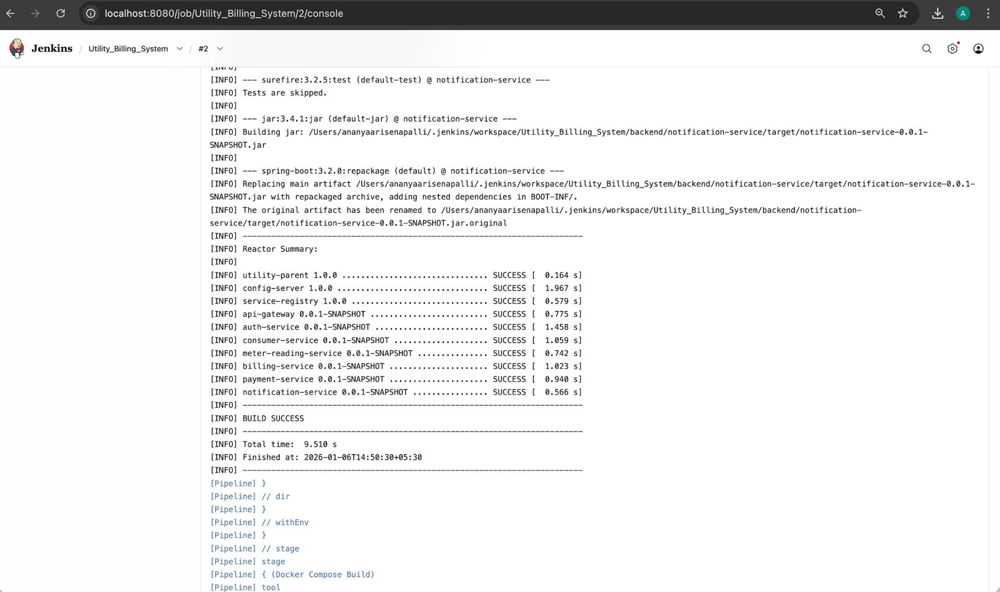 localhost:8080/job/Utility_Billing_System/2/console
A
Jenkins / Utility_Billing_System / #2
[INFO]
[INFO] --- surefire:3.2.5:test (default-test) @ notification-service ---
[INFO] Tests are skipped.
[INFO]
[INFO] --- jar:3.4.1:jar (default-jar) @ notification-service ---
[INFO] Building jar: /Users/ananyaarisenapalli/.jenkins/workspace/Utility_Billing_System/backend/notification-service/target/notification-service-0.0.1-
SNAPSHOT.jar
[INFO]
[INFO] --- spring-boot:3.2.0:repackage (default) @ notification-service ---
[INFO] Replacing main artifact /Users/ananyaarisenapalli/.jenkins/workspace/Utility_Billing_System/backend/notification-service/target/notification-service-0.0.1-
SNAPSHOT.jar with repackaged archive, adding nested dependencies in BOOT-INF/.
[INFO] The original artifact has been renamed to /Users/ananyaarisenapalli/.jenkins/workspace/Utility_Billing_System/backend/notification-
service/target/notification-service-0.0.1-SNAPSHOT.jar.original
[INFO] ------------------------------------------------------------------------
[INFO] Reactor Summary:
[INFO]
[INFO] utility-parent 1.0.0 ............................... SUCCESS [  0.164 s]
[INFO] config-server 1.0.0 ................................ SUCCESS [  1.967 s]
[INFO] service-registry 1.0.0 ............................. SUCCESS [  0.579 s]
[INFO] api-gateway 0.0.1-SNAPSHOT ......................... SUCCESS [  0.775 s]
[INFO] auth-service 0.0.1-SNAPSHOT ........................ SUCCESS [  1.458 s]
[INFO] consumer-service 0.0.1-SNAPSHOT .................... SUCCESS [  1.059 s]
[INFO] meter-reading-service 0.0.1-SNAPSHOT ............... SUCCESS [  0.742 s]
[INFO] billing-service 0.0.1-SNAPSHOT ..................... SUCCESS [  1.023 s]
[INFO] payment-service 0.0.1-SNAPSHOT ..................... SUCCESS [  0.940 s]
[INFO] notification-service 0.0.1-SNAPSHOT ................ SUCCESS [  0.566 s]
[INFO] ------------------------------------------------------------------------
[INFO] BUILD SUCCESS
[INFO] ------------------------------------------------------------------------
[INFO] Total time:  9.510 s
[INFO] Finished at: 2026-01-06T14:50:30+05:30
[INFO] ------------------------------------------------------------------------
[Pipeline] }
[Pipeline] // dir
[Pipeline] }
[Pipeline] // withEnv
[Pipeline] }
[Pipeline] // stage
[Pipeline] stage
[Pipeline] { (Docker Compose Build)
[Pipeline] tool